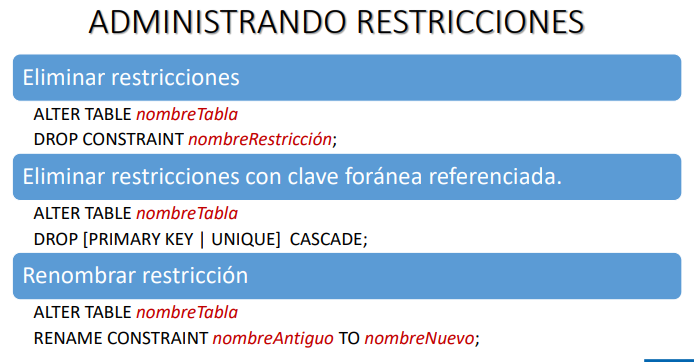 ADMINISTRANDO RESTRICCIONES
Eliminar restricciones
ALTER TABLE nombreTabla
DROP CONSTRAINT nombreRestricción;
Eliminar restricciones con clave foránea referenciada.
ALTER TABLE nombreTabla
DROP [PRIMARY KEY | UNIQUE] CASCADE;
Renombrar restricción
ALTER TABLE nombreTabla
RENAME CONSTRAINT nombreAntiguo TO nombreNuevo;